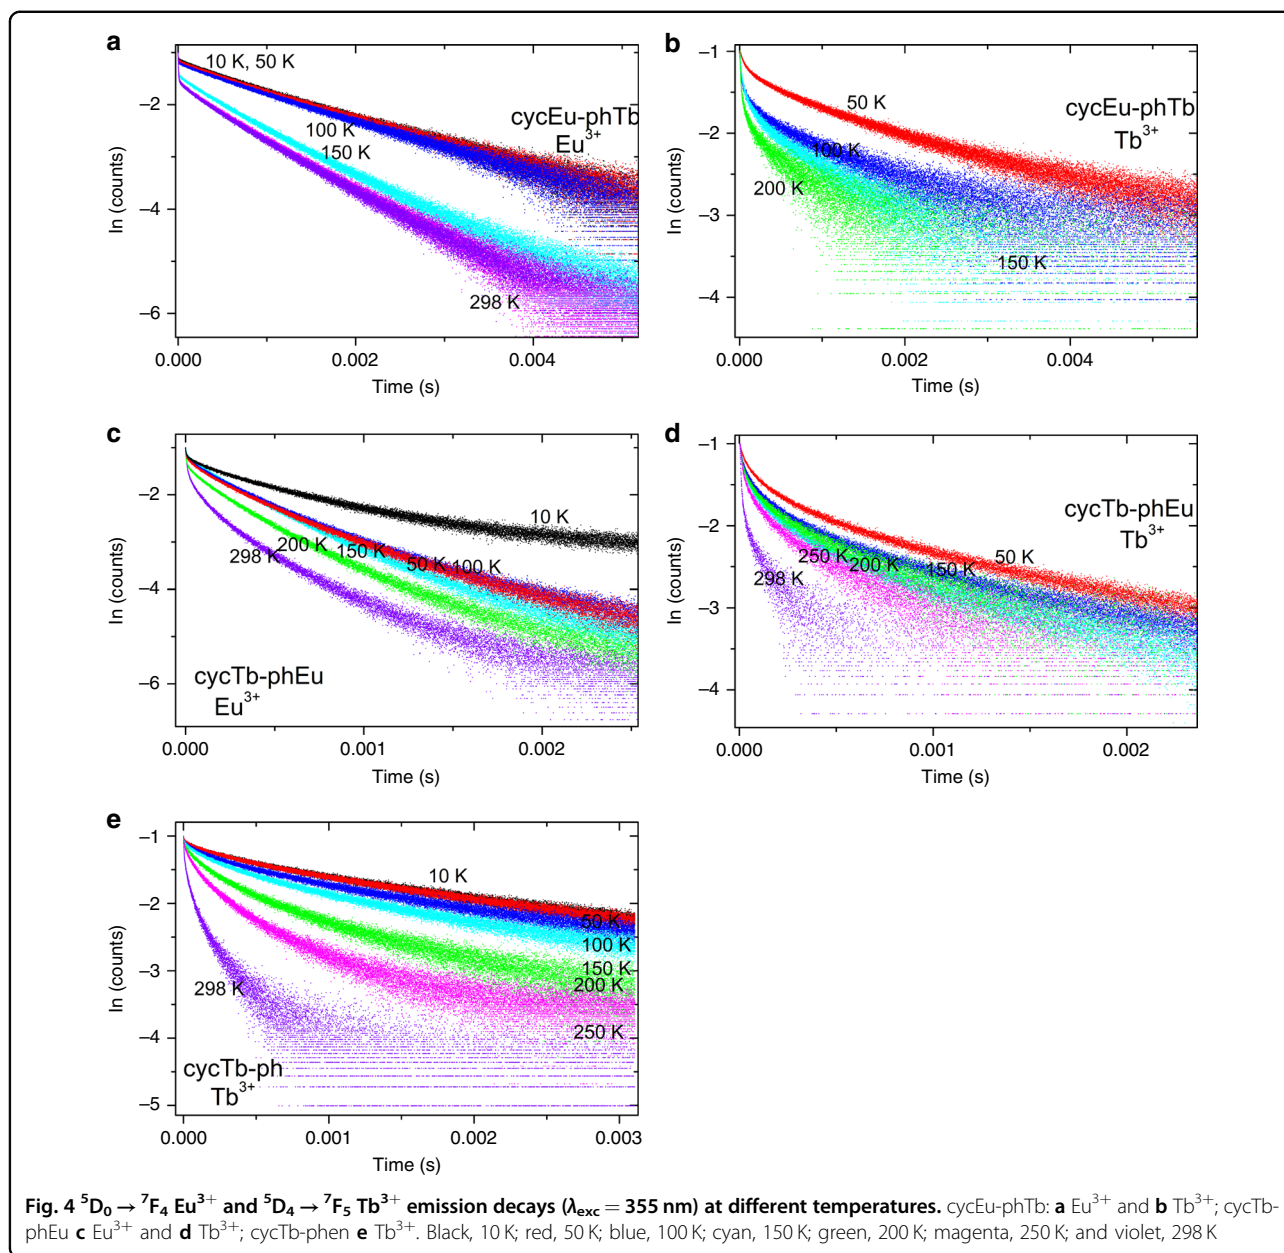 a
10 K, 50 K
cycEu-phTb
Eu3+
100 K
150 K
298 K
ln (counts)
–2
–4
–6
0.000
0.002
0.004
Time (s)
b
50 K
cycEu-phTb
Tb3+
100 K
200 K
150 K
ln (counts)
–1
–2
–3
–4
0.000
0.002
0.004
Time (s)
c
10 K
298 K
200 K
150 K
50 K
100 K
cycTb-phEu
Eu3+
ln (counts)
–2
–4
–6
0.000
0.001
0.002
Time (s)
d
cycTb-phEu
Tb3+
50 K
150 K
200 K
250 K
298 K
ln (counts)
–1
–2
–3
–4
0.000
0.001
0.002
Time (s)
e
10 K
50 K
100 K
150 K
200 K
250 K
298 K
cycTb-ph
Tb3+
ln (counts)
–1
–2
–3
–4
–5
0.000
0.001
0.002
0.003
Time (s)
Fig. 4 ⁵D₀ → ⁷F₄ Eu³⁺ and ⁵D₄ → ⁷F₅ Tb³⁺ emission decays (λexc = 355 nm) at different temperatures. cycEu-phTb: a Eu³⁺ and b Tb³⁺; cycTb-
phEu c Eu³⁺ and d Tb³⁺; cycTb-phen e Tb³⁺. Black, 10 K; red, 50 K; blue, 100 K; cyan, 150 K; green, 200 K; magenta, 250 K; and violet, 298 K